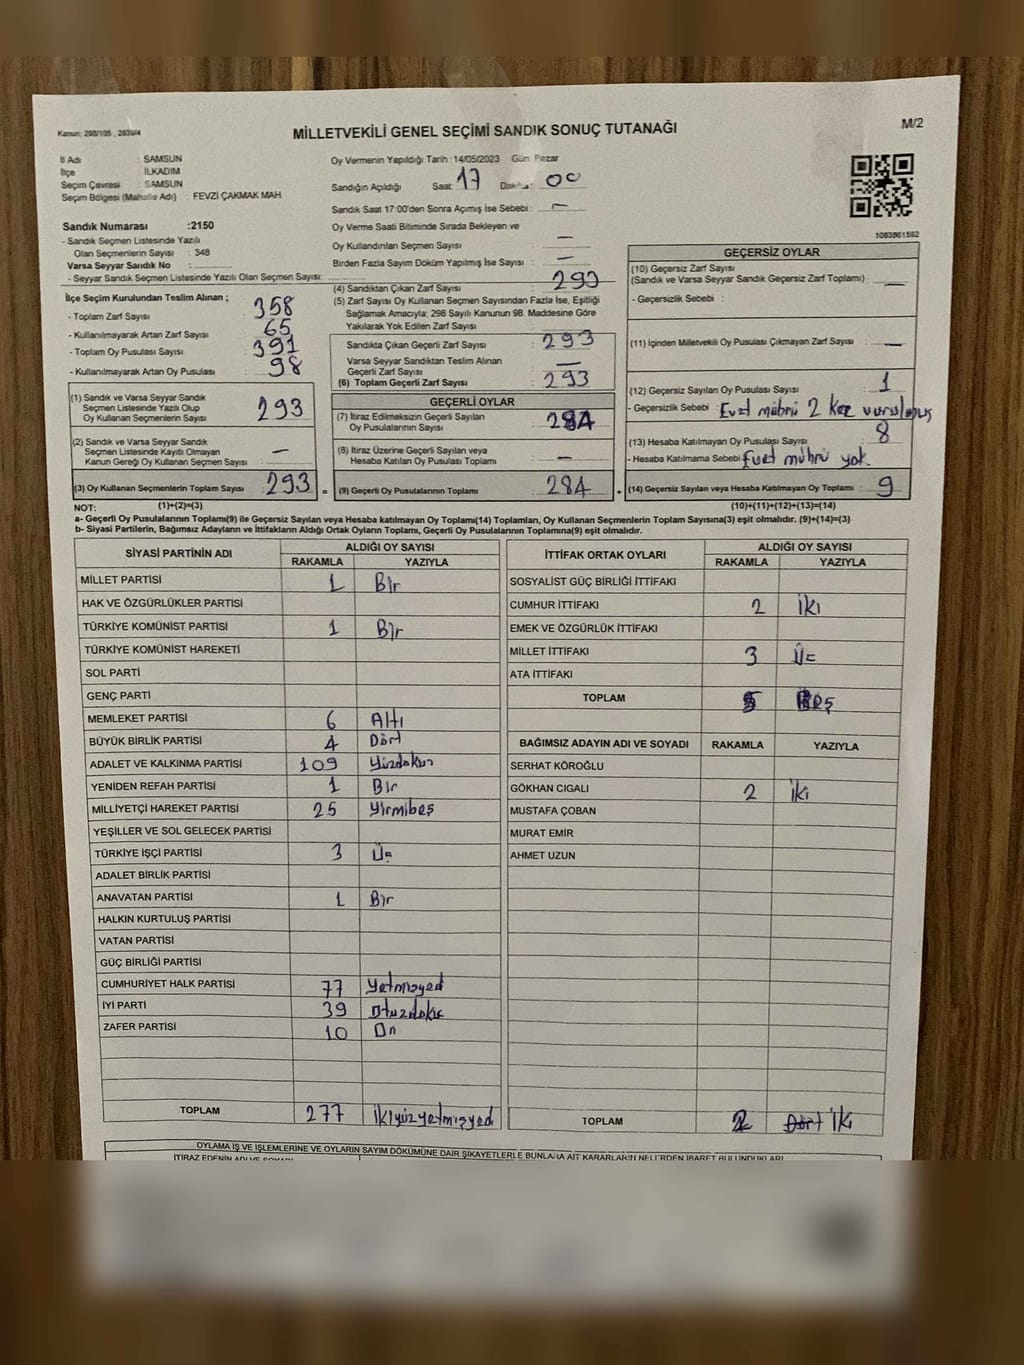 Kanun; 298/105 , 2839/4
MİLLETVEKİLİ GENEL SEÇİMİ SANDIK SONUÇ TUTANAĞI
M/2
İl Adı : SAMSUN
İlçe : İLKADIM
Seçim Çevresi : SAMSUN
Seçim Bölgesi (Mahalle Adı) : FEVZİ ÇAKMAK MAH
Sandık Numarası :2150
- Sandık Seçmen Listesinde Yazılı
Olan Seçmenlerin Sayısı : 348
Varsa Seyyar Sandık No :
- Seyyar Sandık Seçmen Listesinde Yazılı Olan Seçmen Sayısı:
Oy Vermenin Yapıldığı Tarih :14/05/2023 Gün: Pazar
Sandığın Açıldığı Saat: 17 Dakika: 00
Sandık Saat 17:00'den Sonra Açımış İse Sebebi : —
Oy Verme Saati Bitiminde Sırada Bekleyen ve
Oy Kullandırılan Seçmen Sayısı : —
Birden Fazla Sayım Döküm Yapılmış İse Sayısı : —
1083861592
İlçe Seçim Kurulundan Teslim Alınan ;
- Toplam Zarf Sayısı : 358
- Kullanılmayarak Artan Zarf Sayısı : 65
- Toplam Oy Pusulası Sayısı : 391
- Kullanılmayarak Artan Oy Pusulası : 98
(1) Sandık ve Varsa Seyyar Sandık
Seçmen Listesinde Yazılı Olup
Oy Kullanan Seçmenlerin Sayısı : 293
(2) Sandık ve Varsa Seyyar Sandık
Seçmen Listesinde Kayıtlı Olmayan
Kanun Gereği Oy Kullanan Seçmen Sayısı : —
(3) Oy Kullanan Seçmenlerin Toplam Sayısı : 293 =
(4) Sandıktan Çıkan Zarf Sayısı : 293
(5) Zarf Sayısı Oy Kullanan Seçmen Sayısından Fazla İse, Eşitliği
Sağlamak Amacıyla; 298 Sayılı Kanunun 98. Maddesine Göre
Yakılarak Yok Edilen Zarf Sayısı :
Sandıkta Çıkan Geçerli Zarf Sayısı : 293
Varsa Seyyar Sandıktan Teslim Alınan
Geçerli Zarf Sayısı : —
(6) Toplam Geçerli Zarf Sayısı : 293
GEÇERLİ OYLAR
(7) İtiraz Edilmeksizin Geçerli Sayılan
Oy Pusulalarının Sayısı : 284
(8) İtiraz Üzerine Geçerli Sayılan veya
Hesaba Katılan Oy Pusulası Toplamı : —
(9) Geçerli Oy Pusulalarının Toplamı : 284 +
GEÇERSİZ OYLAR
(10) Geçersiz Zarf Sayısı
(Sandık ve Varsa Seyyar Sandık Geçersiz Zarf Toplamı) : —
- Geçersizlik Sebebi :
(11) İçinden Milletvekili Oy Pusulası Çıkmayan Zarf Sayısı : —
(12) Geçersiz Sayılan Oy Pusulası Sayısı : 1
- Geçersizlik Sebebi : Evet mührü 2 kez vurulmuş
(13) Hesaba Katılmayan Oy Pusulası Sayısı : 8
- Hesaba Katılmama Sebebi : Evet mührü yok
(14) Geçersiz Sayılan veya Hesaba Katılmayan Oy Toplamı : 9
NOT: (1)+(2)=(3) (10)+(11)+(12)+(13)=(14)
a- Geçerli Oy Pusulalarının Toplamı(9) ile Geçersiz Sayılan veya Hesaba katılmayan Oy Toplamı(14) Toplamları, Oy Kullanan Seçmenlerin Toplam Sayısına(3) eşit olmalıdır. (9)+(14)=(3)
b- Siyasi Partilerin, Bağımsız Adayların ve İttifakların Aldığı Ortak Oyların Toplamı, Geçerli Oy Pusulalarının Toplamına(9) eşit olmalıdır.
SİYASİ PARTİNİN ADI ALDIĞI OY SAYISI
RAKAMLA YAZIYLA
MİLLET PARTİSİ 1 Bir
HAK VE ÖZGÜRLÜKLER PARTİSİ
TÜRKİYE KOMÜNİST PARTİSİ 1 Bir
TÜRKİYE KOMÜNİST HAREKETİ
SOL PARTİ
GENÇ PARTİ
MEMLEKET PARTİSİ 6 Altı
BÜYÜK BİRLİK PARTİSİ 4 Dört
ADALET VE KALKINMA PARTİSİ 109 Yüzdokuz
YENİDEN REFAH PARTİSİ 1 Bir
MİLLİYETÇİ HAREKET PARTİSİ 25 Yirmibeş
YEŞİLLER VE SOL GELECEK PARTİSİ
TÜRKİYE İŞÇİ PARTİSİ 3 Üç
ADALET BİRLİK PARTİSİ
ANAVATAN PARTİSİ 1 Bir
HALKIN KURTULUŞ PARTİSİ
VATAN PARTİSİ
GÜÇ BİRLİĞİ PARTİSİ
CUMHURİYET HALK PARTİSİ 77 Yetmişyedi
İYİ PARTİ 39 Otuzdokuz
ZAFER PARTİSİ 10 On
TOPLAM 277 İkiyüzyetmişyedi
İTTİFAK ORTAK OYLARI ALDIĞI OY SAYISI
RAKAMLA YAZIYLA
SOSYALİST GÜÇ BİRLİĞİ İTTİFAKI
CUMHUR İTTİFAKI 2 İki
EMEK VE ÖZGÜRLÜK İTTİFAKI
MİLLET İTTİFAKI 3 Üç
ATA İTTİFAKI
TOPLAM 5 Beş
BAĞIMSIZ ADAYIN ADI VE SOYADI RAKAMLA YAZIYLA
SERHAT KÖROĞLU
GÖKHAN CIGALI 2 İki
MUSTAFA ÇOBAN
MURAT EMİR
AHMET UZUN
TOPLAM 2 Dört İki
OYLAMA İŞ VE İŞLEMLERİNE VE OYLARIN SAYIM DÖKÜMÜNE DAİR ŞİKAYETLERLE BUNLARA AİT KARARLARIN NELERDEN İBARET BULUNDUKLARI